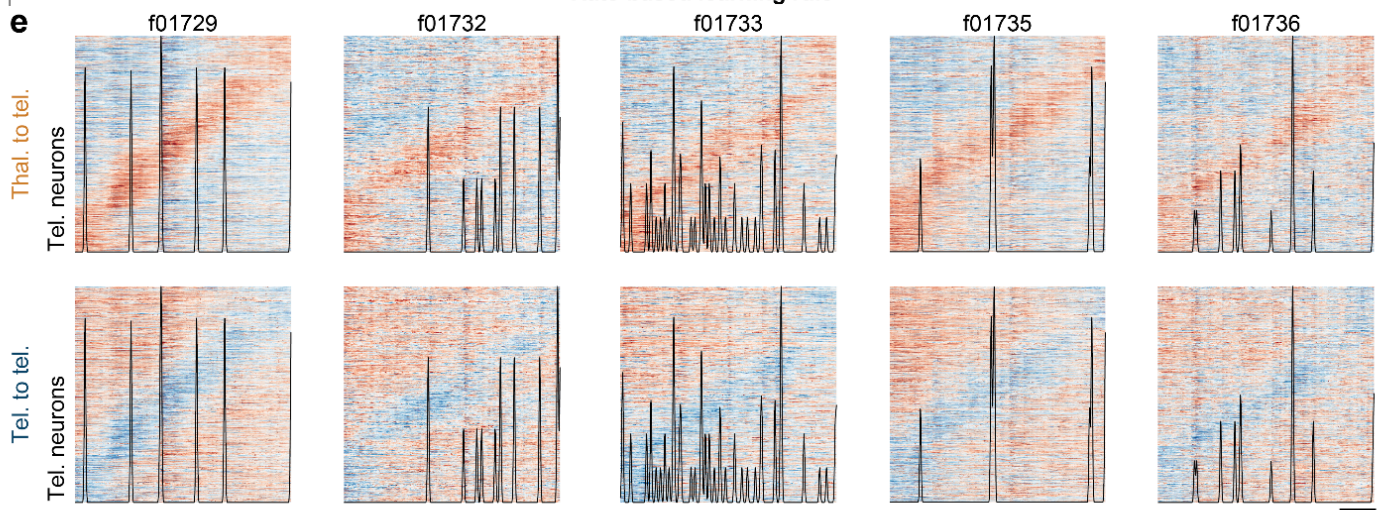 e
f01729 f01732 f01733 f01735 f01736
Thal. to tel.
Tel. neurons
Tel. to tel.
Tel. neurons